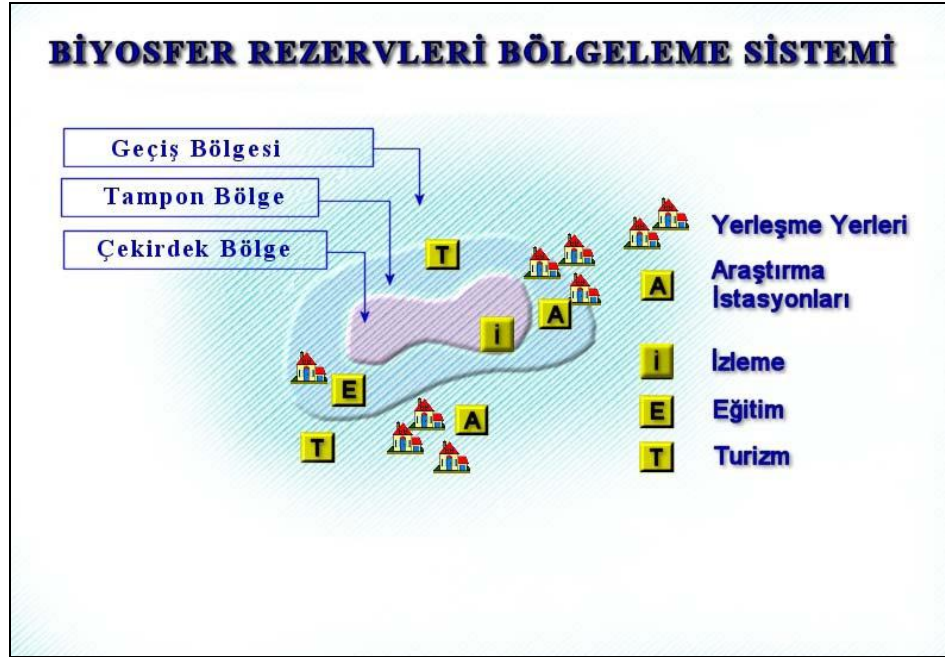 BİYOSFER REZERVLERİ BÖLGELEME SİSTEMİ
Geçiş Bölgesi
Tampon Bölge
Çekirdek Bölge
T
A
İ
E
T
A
Yerleşme Yerleri
A
Araştırma
İstasyonları
İ
İzleme
E
Eğitim
T
Turizm